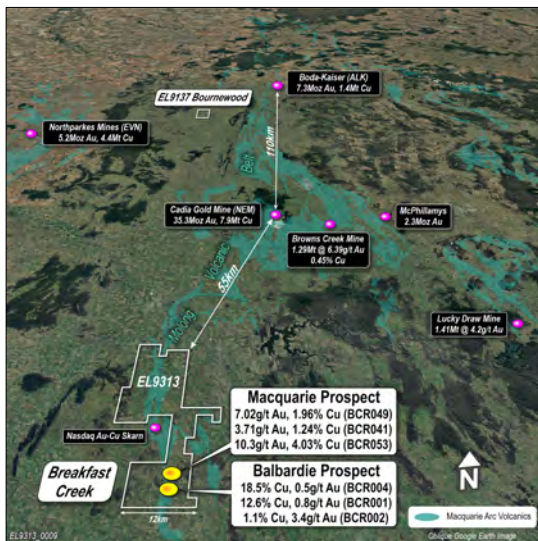 Boda-Kaiser (ALK)
7.3Moz Au, 1.4Mt Cu
EL9137 Bournewood
Northparkes Mines (EVN)
5.2Moz Au, 4.4Mt Cu
Belt
110km
Cadia Gold Mine (NEM)
35.3Moz Au, 7.9Mt Cu
McPhillamys
2.3Moz Au
Browns Creek Mine
1.29Mt @ 6.39g/t Au
0.45% Cu
Volcanic
55km
Lucky Draw Mine
1.41Mt @ 4.2g/t Au
Molong
EL9313
Macquarie Prospect
7.02g/t Au, 1.96% Cu (BCR049)
3.71g/t Au, 1.24% Cu (BCR041)
10.3g/t Au, 4.03% Cu (BCR053)
Nasdaq Au-Cu Skarn
Breakfast
Creek
Balbardie Prospect
18.5% Cu, 0.5g/t Au (BCR004)
12.6% Cu, 0.8g/t Au (BCR001)
1.1% Cu, 3.4g/t Au (BCR002)
N
12km
Macquarie Arc Volcanics
EL9313_0009
Oblique Google Earth Image